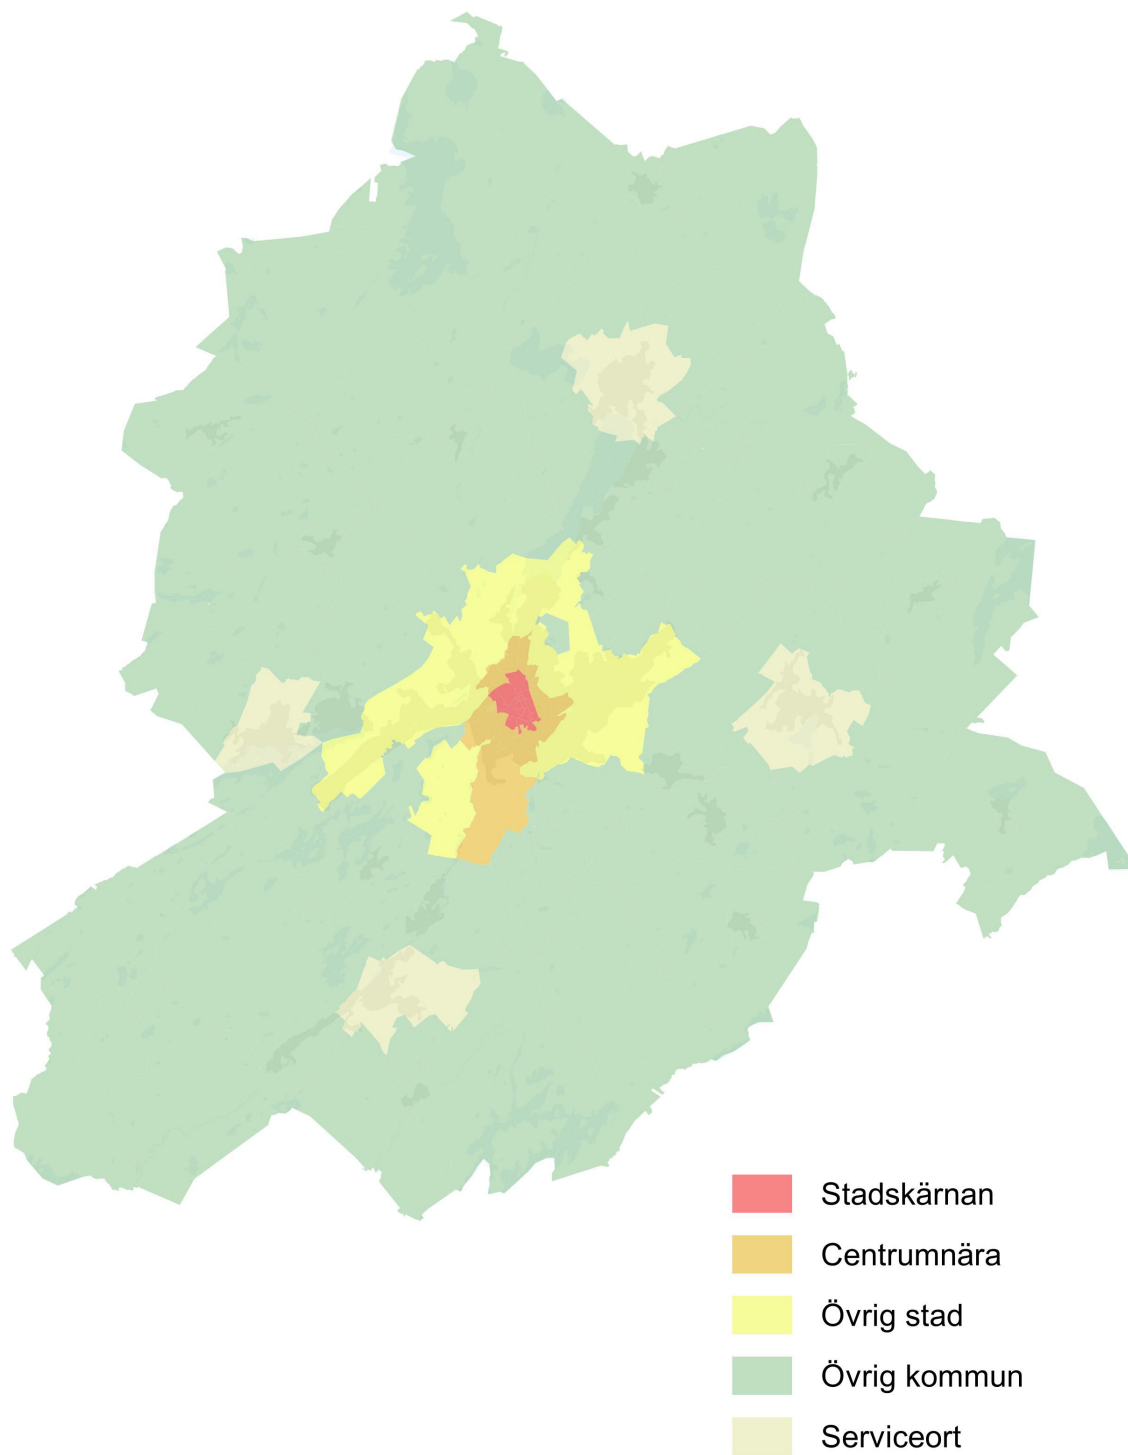 Stadskärnan
Centrumnära
Övrig stad
Övrig kommun
Serviceort